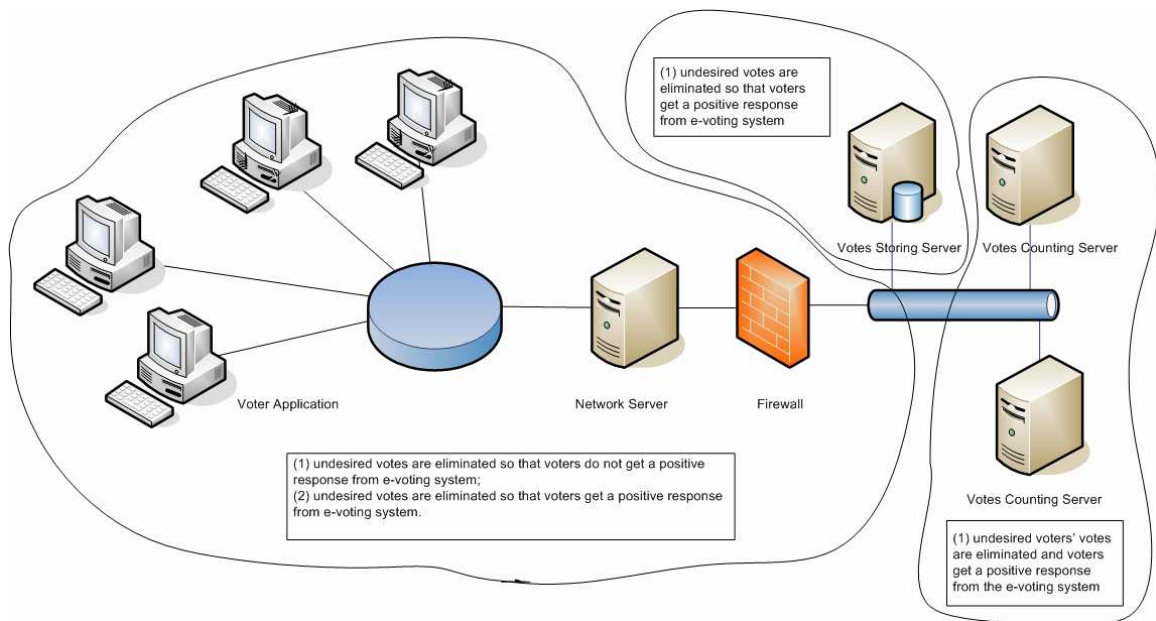 (1) undesired votes are
eliminated so that voters
get a positive response
from e-voting system
Votes Storing Server
Votes Counting Server
Voter Application
Network Server
Firewall
(1) undesired votes are eliminated so that voters do not get a positive
response from e-voting system;
(2) undesired votes are eliminated so that voters get a positive response
from e-voting system.
Votes Counting Server
(1) undesired voters' votes
are eliminated and voters
get a positive response
from the e-voting system